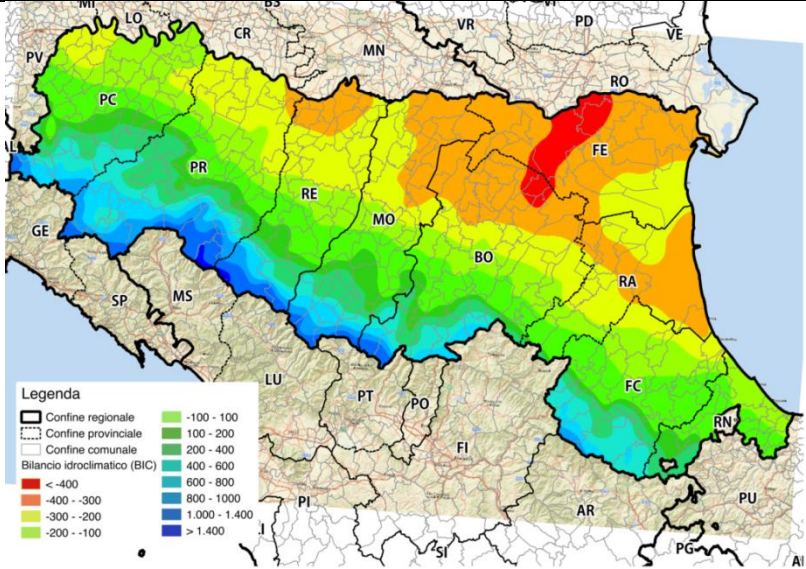 MI
LO
BS
CR
VR
VI
PD
VE
PV
MN
RO
PC
FE
AL
PR
RE
MO
GE
BO
RA
SP
MS
LU
FC
PT
PO
RN
FI
PI
PU
AR
SI
PG
Legenda
Confine regionale
Confine provinciale
Confine comunale
Bilancio idroclimatico (BIC)
< -400
-400 - -300
-300 - -200
-200 - -100
-100 - 100
100 - 200
200 - 400
400 - 600
600 - 800
800 - 1000
1.000 - 1.400
> 1.400